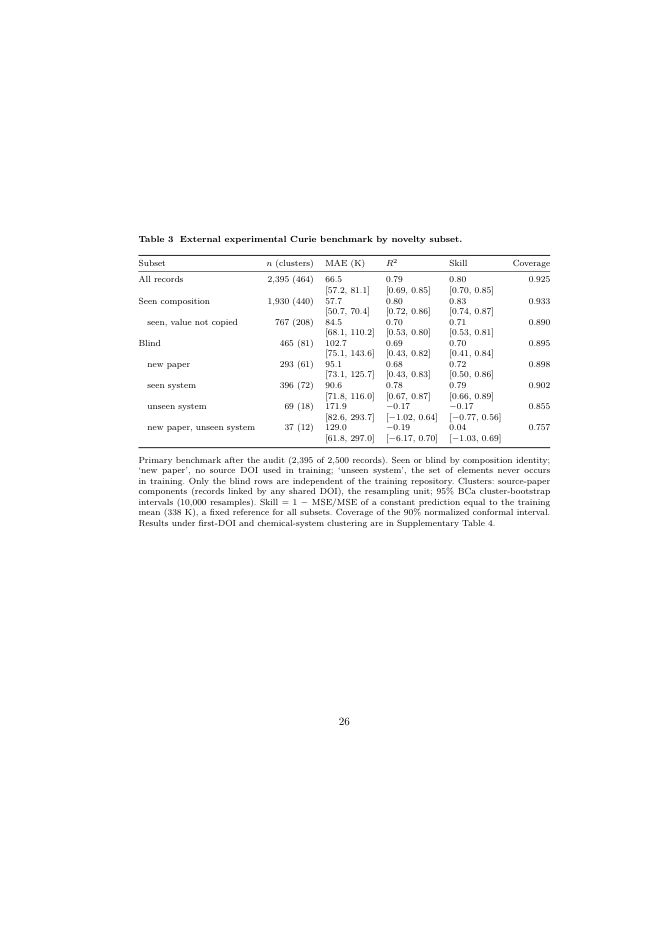 Table 3 External experimental Curie benchmark by novelty subset.
Subset n (clusters) MAE (K) R² Skill Coverage
All records 2,395 (464) 66.5 0.79 0.80 0.925
[57.2, 81.1] [0.69, 0.85] [0.70, 0.85]
Seen composition 1,930 (440) 57.7 0.80 0.83 0.933
[50.7, 70.4] [0.72, 0.86] [0.74, 0.87]
seen, value not copied 767 (208) 84.5 0.70 0.71 0.890
[68.1, 110.2] [0.53, 0.80] [0.53, 0.81]
Blind 465 (81) 102.7 0.69 0.70 0.895
[75.1, 143.6] [0.43, 0.82] [0.41, 0.84]
new paper 293 (61) 95.1 0.68 0.72 0.898
[73.1, 125.7] [0.43, 0.83] [0.50, 0.86]
seen system 396 (72) 90.6 0.78 0.79 0.902
[71.8, 116.0] [0.67, 0.87] [0.66, 0.89]
unseen system 69 (18) 171.9 −0.17 −0.17 0.855
[82.6, 293.7] [−1.02, 0.64] [−0.77, 0.56]
new paper, unseen system 37 (12) 129.0 −0.19 0.04 0.757
[61.8, 297.0] [−6.17, 0.70] [−1.03, 0.69]
Primary benchmark after the audit (2,395 of 2,500 records). Seen or blind by composition identity;
‘new paper’, no source DOI used in training; ‘unseen system’, the set of elements never occurs
in training. Only the blind rows are independent of the training repository. Clusters: source-paper
components (records linked by any shared DOI), the resampling unit; 95% BCa cluster-bootstrap
intervals (10,000 resamples). Skill = 1 − MSE/MSE of a constant prediction equal to the training
mean (338 K), a fixed reference for all subsets. Coverage of the 90% normalized conformal interval.
Results under first-DOI and chemical-system clustering are in Supplementary Table 4.
26